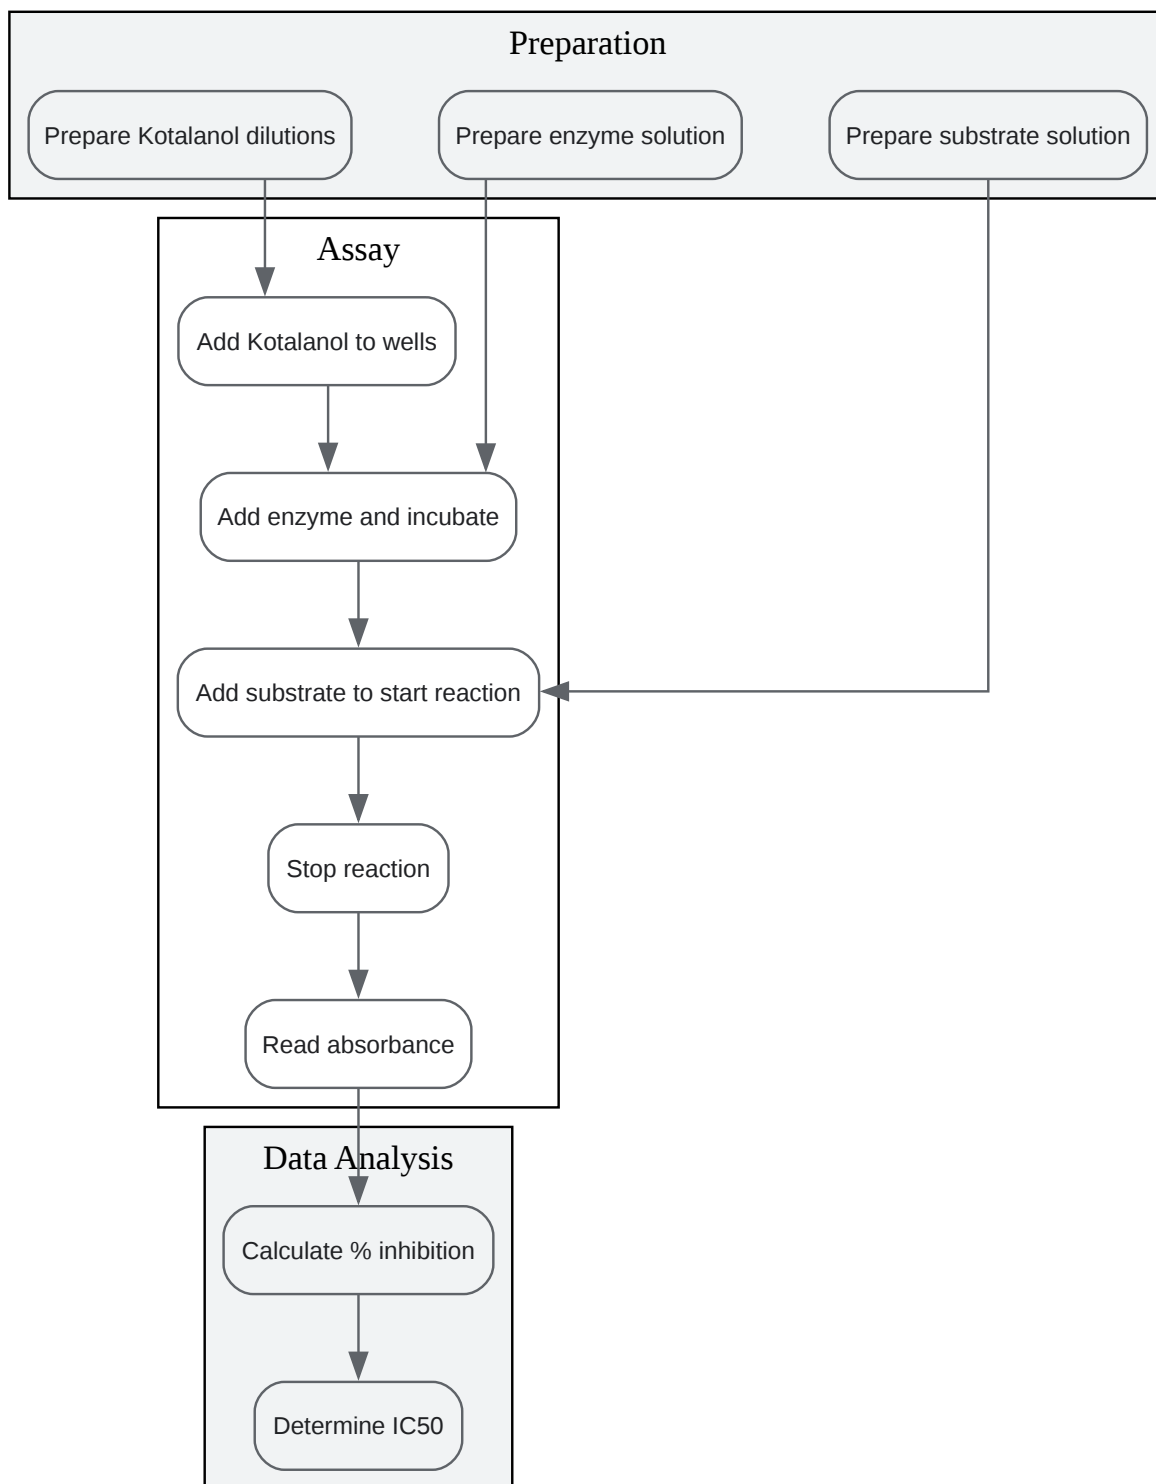 Preparation
Prepare Kotalanol dilutions
Prepare enzyme solution
Prepare substrate solution
Assay
Add Kotalanol to wells
Add enzyme and incubate
Add substrate to start reaction
Stop reaction
Read absorbance
Data Analysis
Calculate % inhibition
Determine IC50